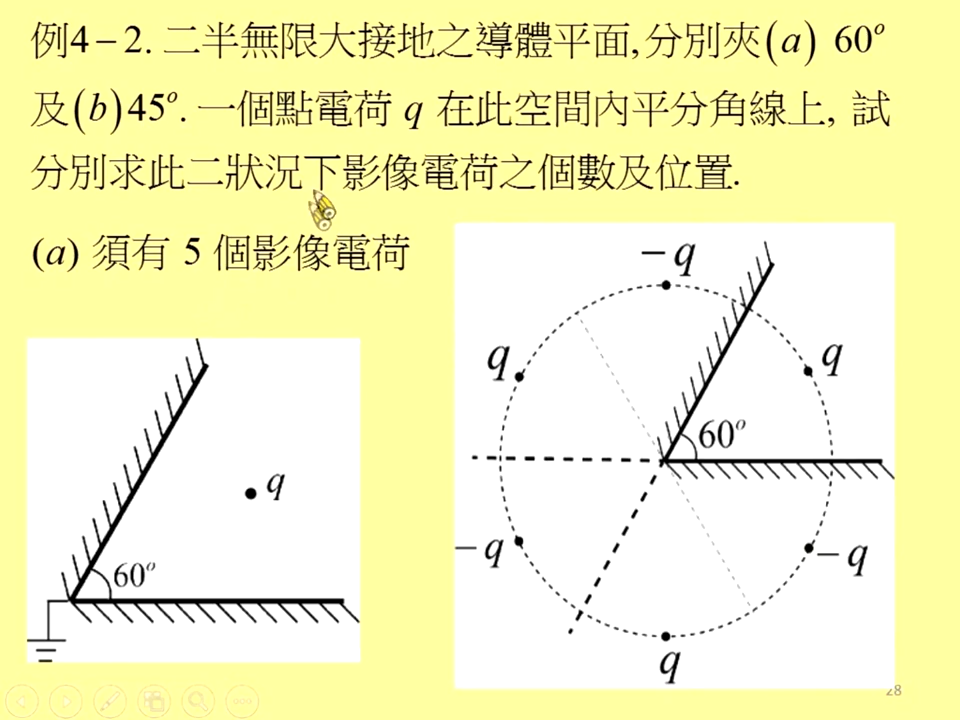 例4－2. 二半無限大接地之導體平面,分別夾(a) 60°
及(b)45°. 一個點電荷 q 在此空間內平分角線上, 試
分別求此二狀況下影像電荷之個數及位置.
(a) 須有 5 個影像電荷
q
60°
－q
q
q
60°
－q
－q
q
28